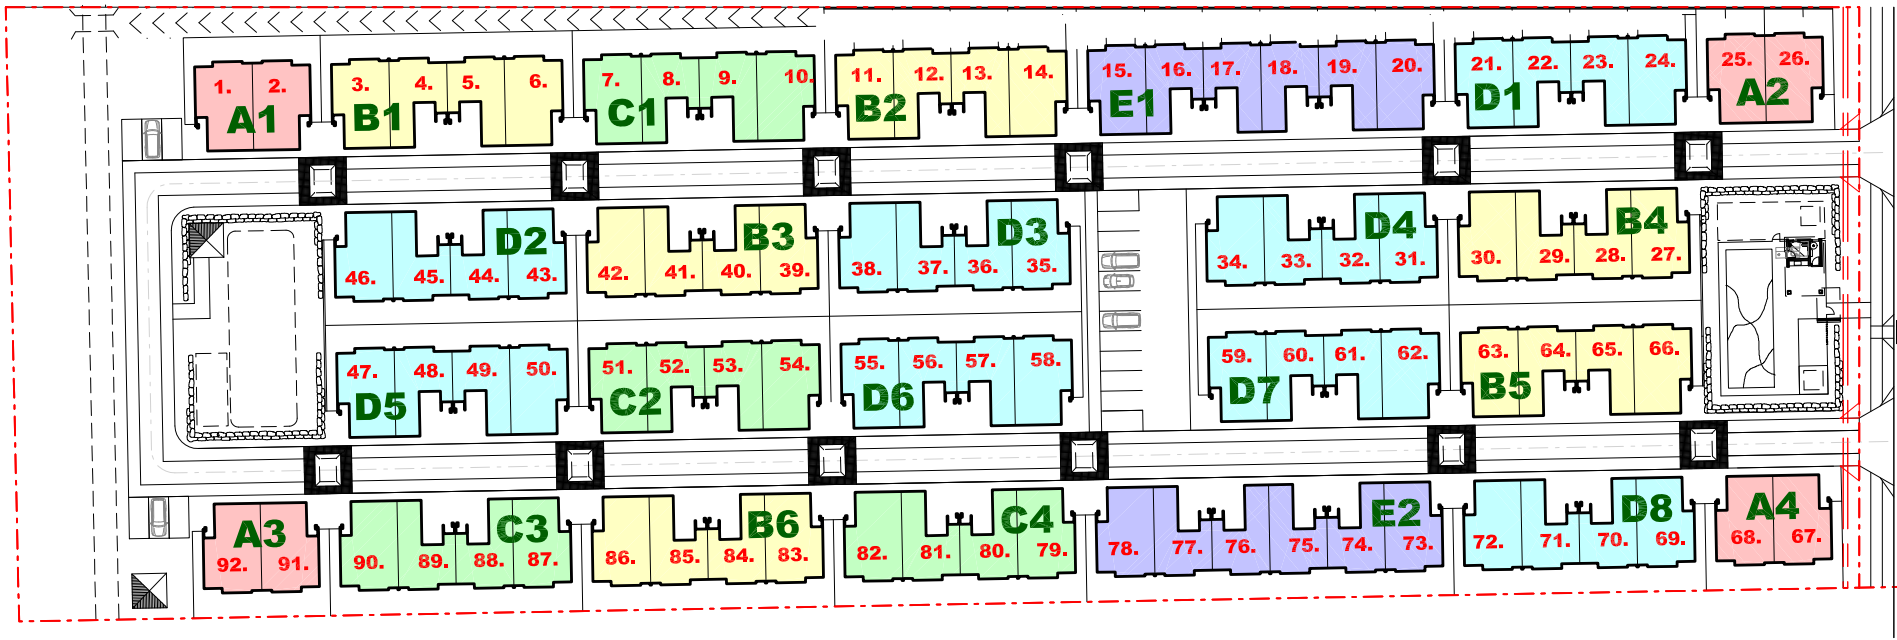 1. 2. 3. 4. 5. 6. 7. 8. 9. 10. 11. 12. 13. 14. 15. 16. 17. 18. 19. 20. 21. 22. 23. 24. 25. 26.
A1 B1 C1 B2 E1 D1 A2
D2 B3 D3 D4 B4
46. 45. 44. 43. 42. 41. 40. 39. 38. 37. 36. 35. 34. 33. 32. 31. 30. 29. 28. 27.
47. 48. 49. 50. 51. 52. 53. 54. 55. 56. 57. 58. 59. 60. 61. 62. 63. 64. 65. 66.
D5 C2 D6 D7 B5
A3 C3 B6 C4 E2 D8 A4
92. 91. 90. 89. 88. 87. 86. 85. 84. 83. 82. 81. 80. 79. 78. 77. 76. 75. 74. 73. 72. 71. 70. 69. 68. 67.